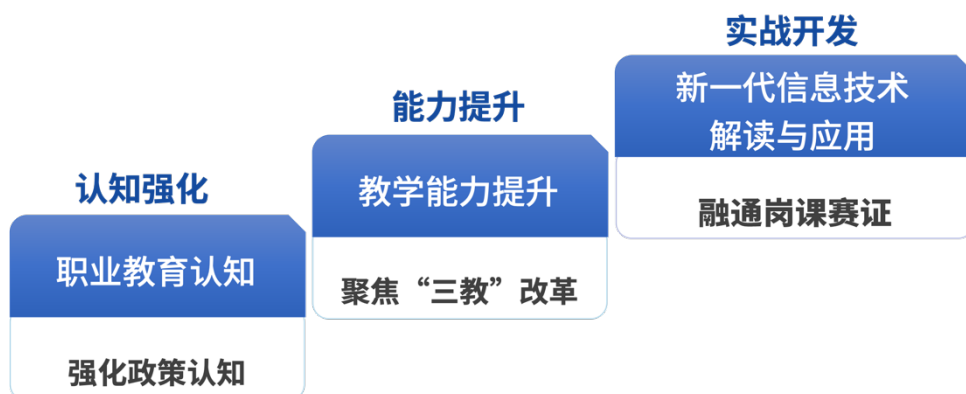 认知强化
职业教育认知
强化政策认知
能力提升
教学能力提升
聚焦“三教”改革
实战开发
新一代信息技术
解读与应用
融通岗课赛证